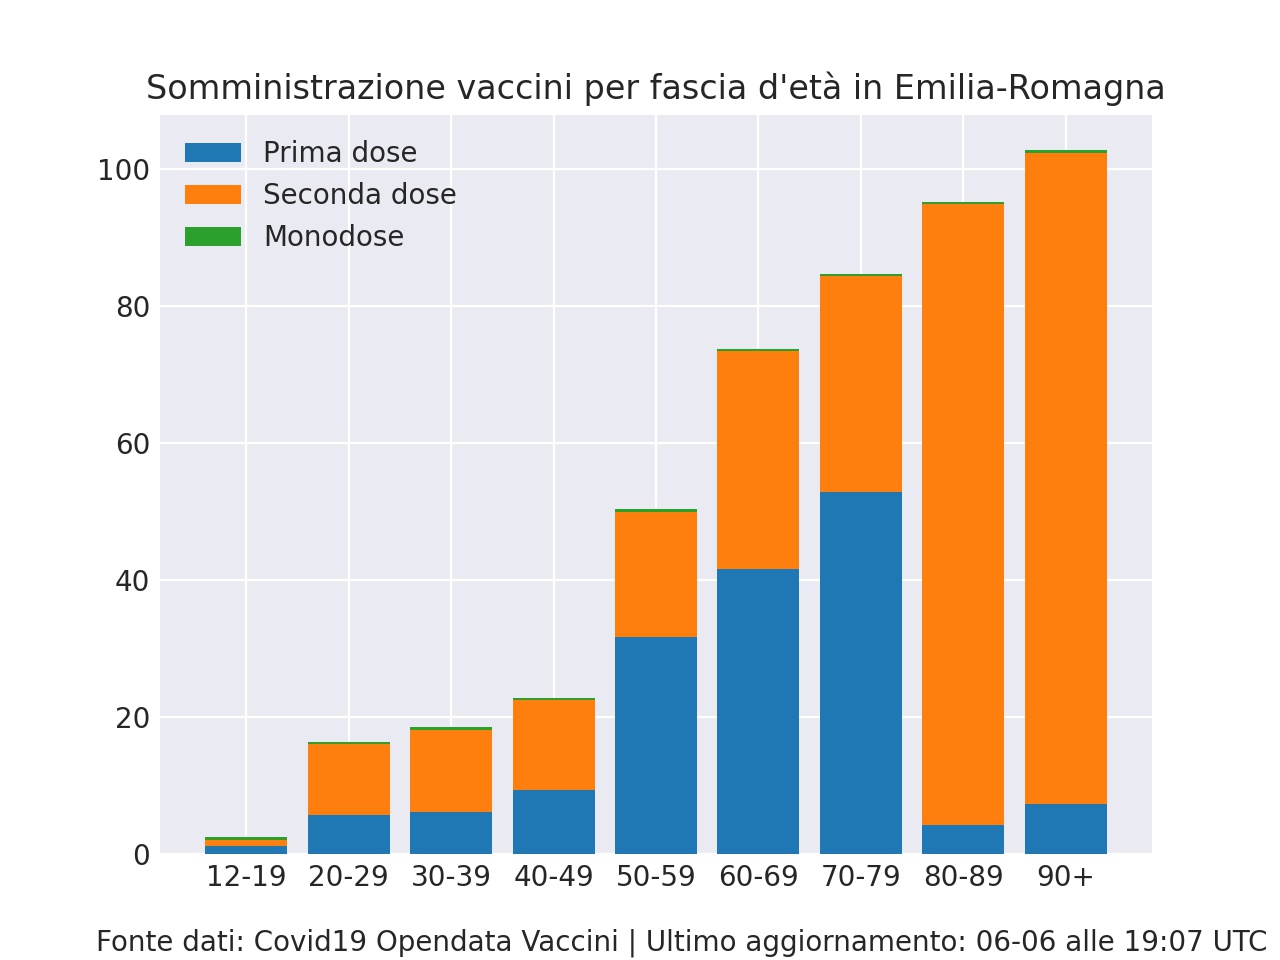 Somministrazione vaccini per fascia d'età in Emilia-Romagna
Prima dose
Seconda dose
Monodose
100
80
60
40
20
0
12-19 20-29 30-39 40-49 50-59 60-69 70-79 80-89 90+
Fonte dati: Covid19 Opendata Vaccini | Ultimo aggiornamento: 06-06 alle 19:07 UTC